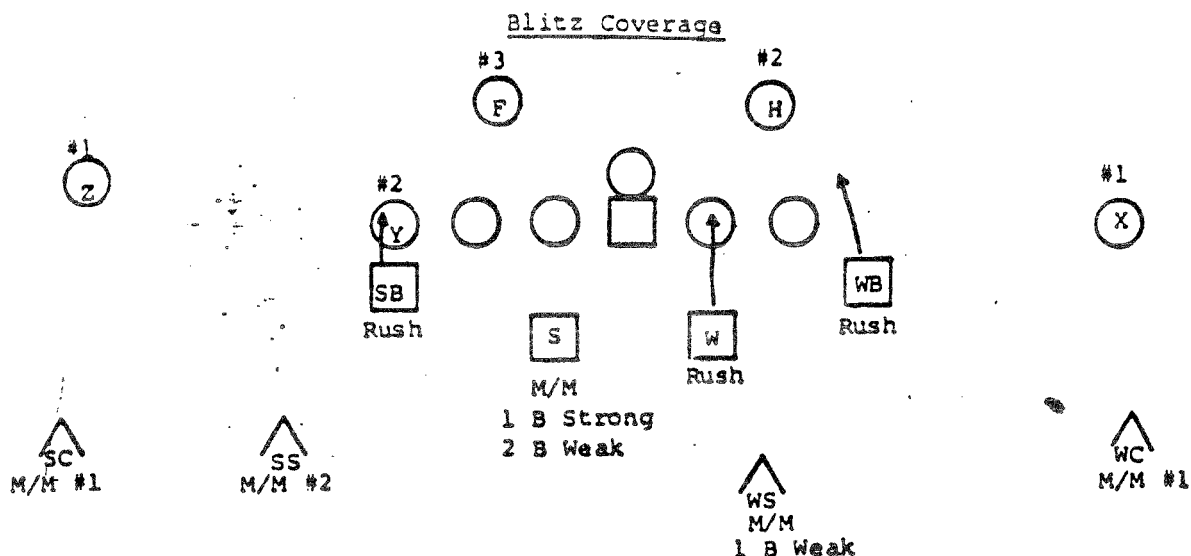 Blitz Coverage
#3
#2
F
H
#1
Z
#2
Y
#1
X
SB
Rush
WB
Rush
S
W
Rush
M/M
1 B Strong
2 B Weak
SC
M/M #1
SS
M/M #2
WS
M/M
1 B Weak
WC
M/M #1